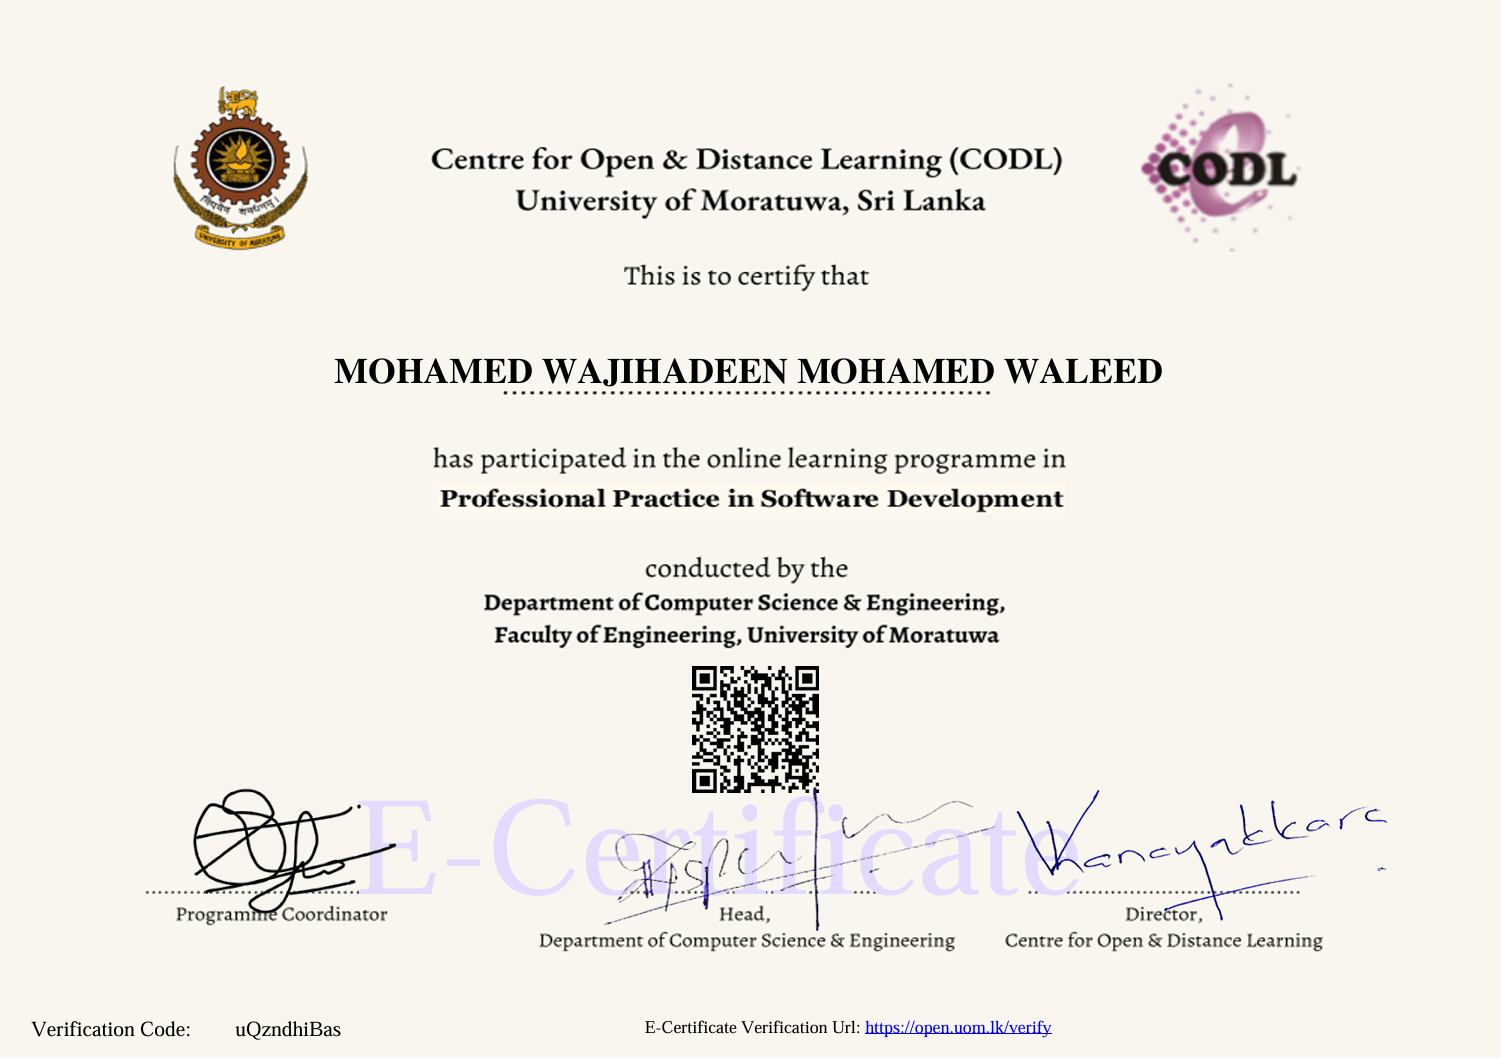 Centre for Open & Distance Learning (CODL)
University of Moratuwa, Sri Lanka
CODL
UNIVERSITY OF MORATUWA
This is to certify that
MOHAMED WAJIHADEEN MOHAMED WALEED
has participated in the online learning programme in
Professional Practice in Software Development
conducted by the
Department of Computer Science & Engineering,
Faculty of Engineering, University of Moratuwa
E-Certificate
Programme Coordinator
Head,
Department of Computer Science & Engineering
Director,
Centre for Open & Distance Learning
Verification Code: uQzndhiBas
E-Certificate Verification Url: https://open.uom.lk/verify